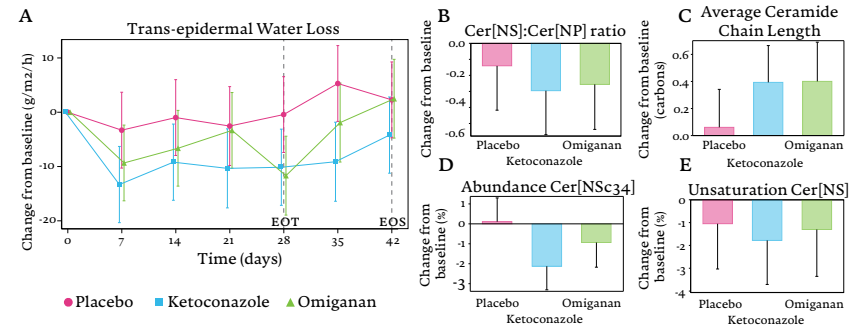 A
Trans-epidermal Water Loss
Change from baseline (g/m2/h)
10
0
-10
-20
EOT
EOS
0
7
14
21
28
35
42
Time (days)
Placebo
Ketoconazole
Omiganan
B
Cer[NS]:Cer[NP] ratio
Change from baseline
0.0
-0.2
-0.4
-0.6
Placebo
Omiganan
Ketoconazole
C
Average Ceramide
Chain Length
Change from baseline
(carbons)
0.6
0.4
0.2
0.0
Placebo
Omiganan
Ketoconazole
D
Abundance Cer[NSc34]
Change from
baseline (%)
1
0
-1
-2
-3
Placebo
Omiganan
Ketoconazole
E
Unsaturation Cer[NS]
Change from
baseline (%)
0
-1
-2
-3
-4
Placebo
Omiganan
Ketoconazole